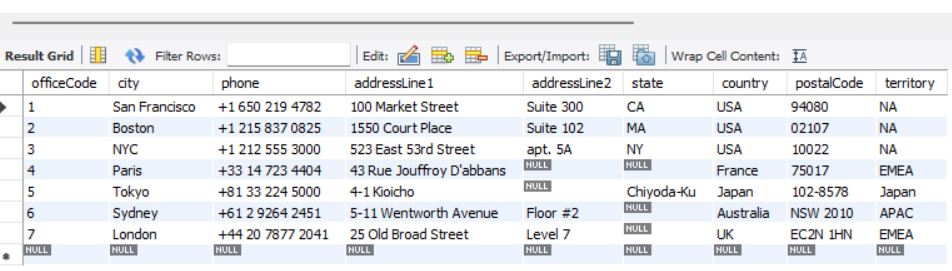 Result Grid Filter Rows: Edit: Export/Import: Wrap Cell Content: IA
officeCode city phone addressLine1 addressLine2 state country postalCode territory
1 San Francisco +1 650 219 4782 100 Market Street Suite 300 CA USA 94080 NA
2 Boston +1 215 837 0825 1550 Court Place Suite 102 MA USA 02107 NA
3 NYC +1 212 555 3000 523 East 53rd Street apt. 5A NY USA 10022 NA
4 Paris +33 14 723 4404 43 Rue Jouffroy D'abbans NULL NULL France 75017 EMEA
5 Tokyo +81 33 224 5000 4-1 Kioicho NULL Chiyoda-Ku Japan 102-8578 Japan
6 Sydney +61 2 9264 2451 5-11 Wentworth Avenue Floor #2 NULL Australia NSW 2010 APAC
7 London +44 20 7877 2041 25 Old Broad Street Level 7 NULL UK EC2N 1HN EMEA
NULL NULL NULL NULL NULL NULL NULL NULL NULL